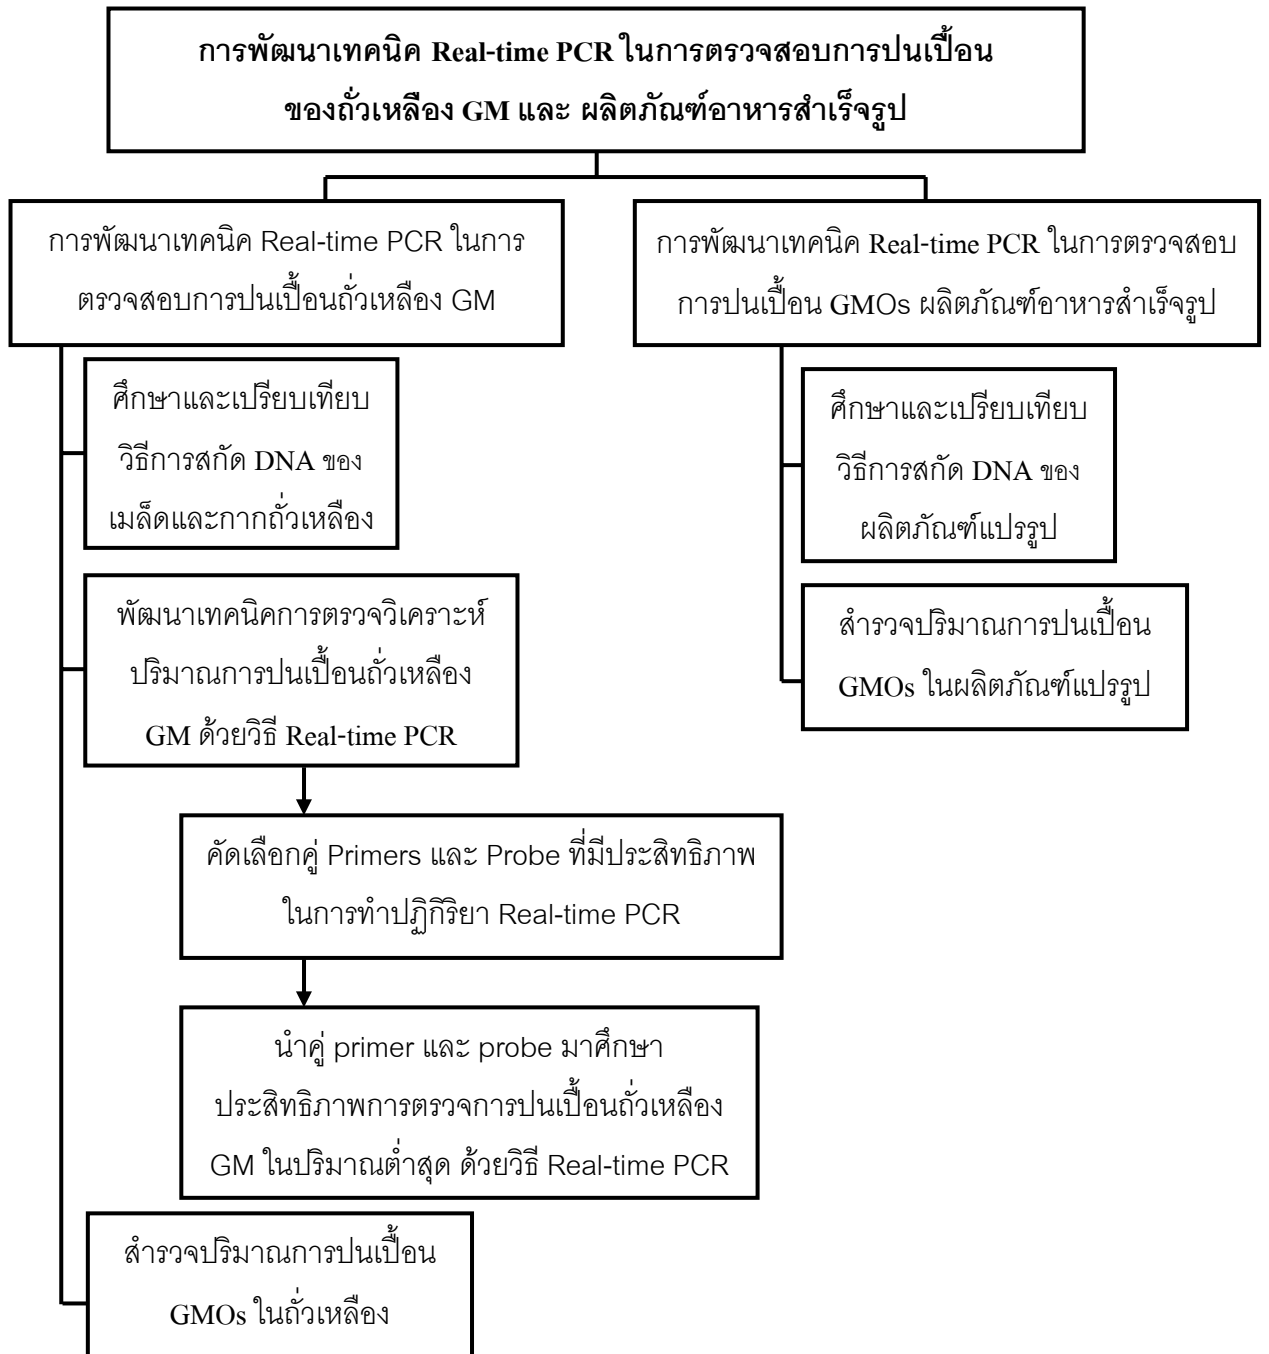 การพัฒนาเทคนิค Real-time PCR ในการตรวจสอบการปนเปื้อน
ของถั่วเหลือง GM และ ผลิตภัณฑ์อาหารสำเร็จรูป
การพัฒนาเทคนิค Real-time PCR ในการ
ตรวจสอบการปนเปื้อนถั่วเหลือง GM
การพัฒนาเทคนิค Real-time PCR ในการตรวจสอบ
การปนเปื้อน GMOs ผลิตภัณฑ์อาหารสำเร็จรูป
ศึกษาและเปรียบเทียบ
วิธีการสกัด DNA ของ
เมล็ดและกากถั่วเหลือง
ศึกษาและเปรียบเทียบ
วิธีการสกัด DNA ของ
ผลิตภัณฑ์แปรรูป
พัฒนาเทคนิคการตรวจวิเคราะห์
ปริมาณการปนเปื้อนถั่วเหลือง
GM ด้วยวิธี Real-time PCR
สำรวจปริมาณการปนเปื้อน
GMOs ในผลิตภัณฑ์แปรรูป
คัดเลือกคู่ Primers และ Probe ที่มีประสิทธิภาพ
ในการทำปฏิกิริยา Real-time PCR
นำคู่ primer และ probe มาศึกษา
ประสิทธิภาพการตรวจการปนเปื้อนถั่วเหลือง
GM ในปริมาณต่ำสุด ด้วยวิธี Real-time PCR
สำรวจปริมาณการปนเปื้อน
GMOs ในถั่วเหลือง